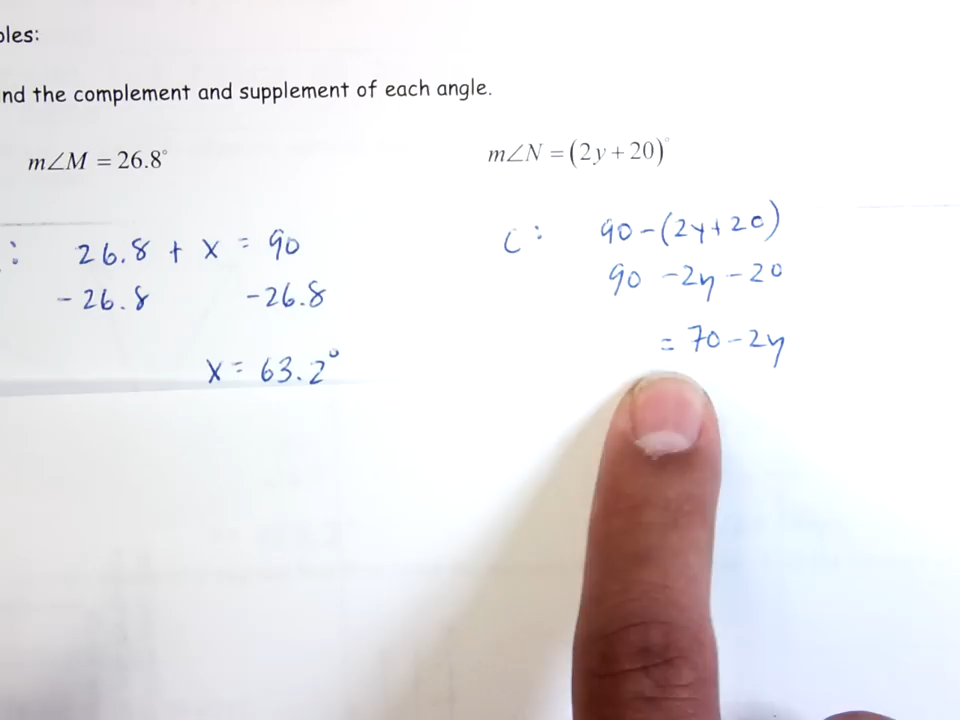 ples:
nd the complement and supplement of each angle.
m∠M = 26.8°
m∠N = (2y + 20)°
: 26.8 + x = 90
- 26.8 -26.8
x = 63.2°
C: 90 - (2y + 20)
90 - 2y - 20
= 70 - 2y